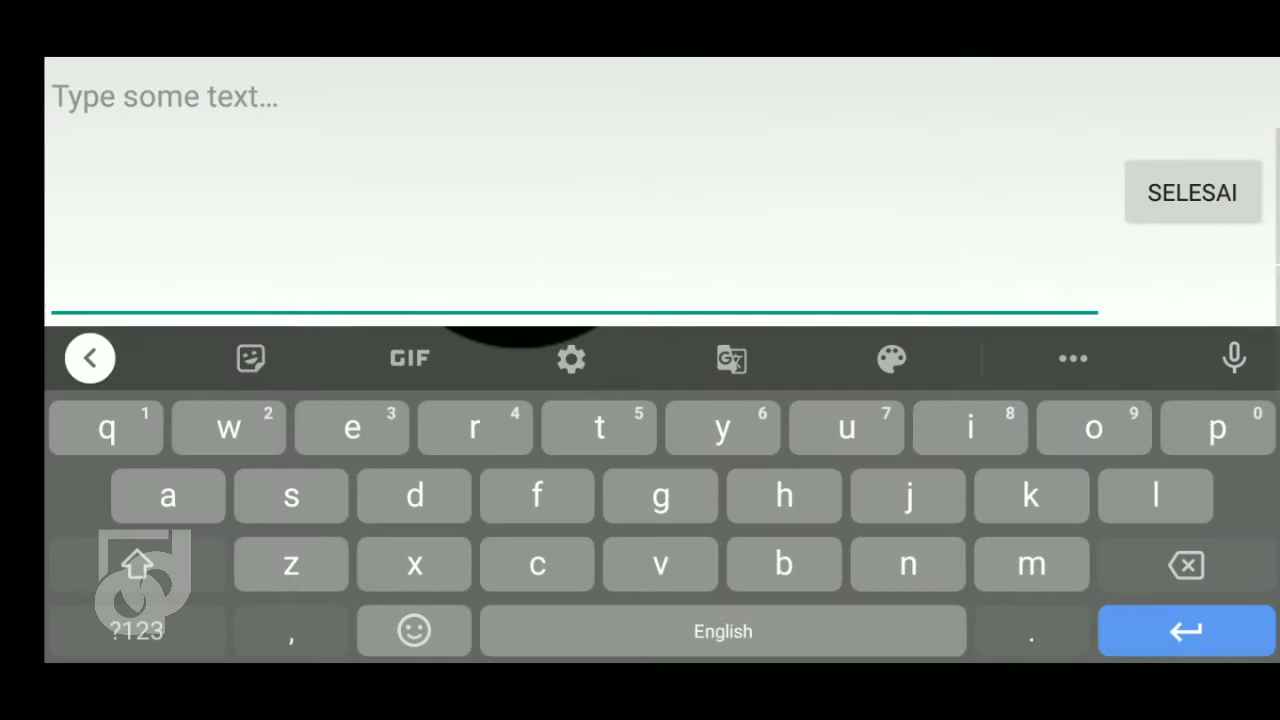 Type some text...
SELESAI
GIF
G
q 1 w 2 e 3 r 4 t 5 y 6 u 7 i 8 o 9 p 0
a s d f g h j k l
z x c v b n m
?123 , English .